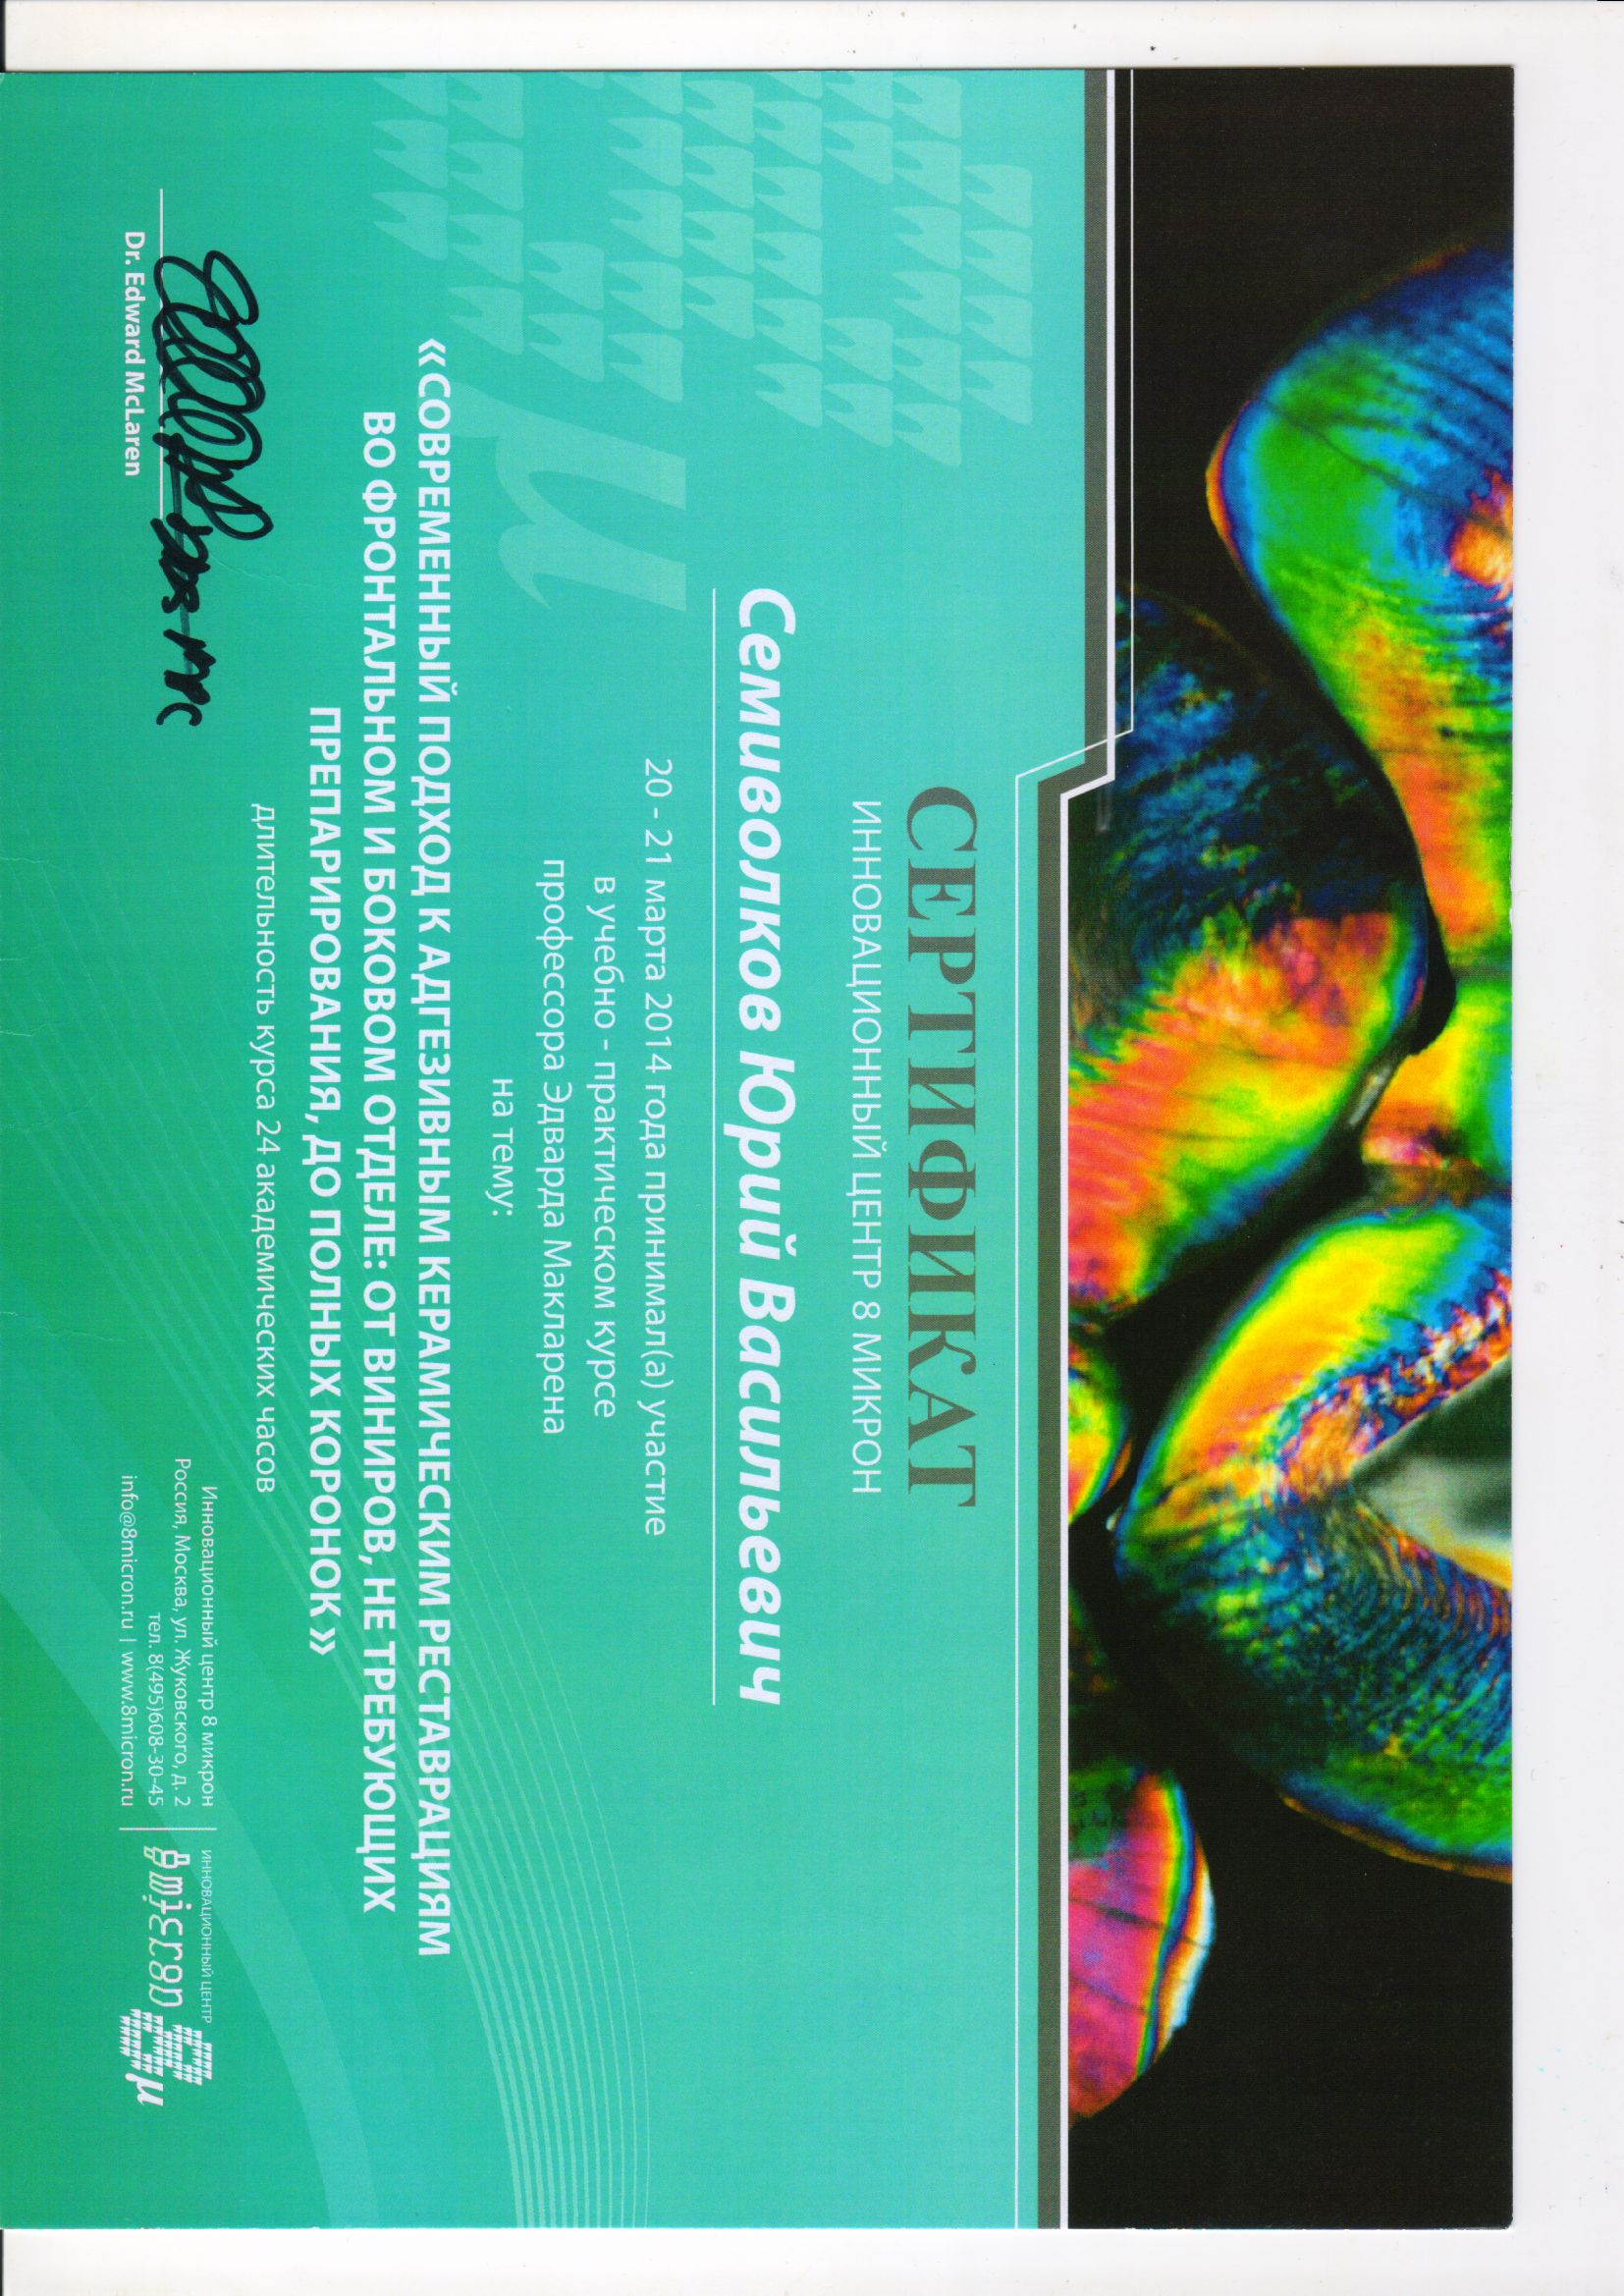 СЕРТИФИКАТ
ИННОВАЦИОННЫЙ ЦЕНТР 8 МИКРОН
Семиволков Юрий Васильевич
20 - 21 марта 2014 года принимал(а) участие
в учебно - практическом курсе
профессора Эдварда Макларена
на тему:
«СОВРЕМЕННЫЙ ПОДХОД К АДГЕЗИВНЫМ КЕРАМИЧЕСКИМ РЕСТАВРАЦИЯМ
ВО ФРОНТАЛЬНОМ И БОКОВОМ ОТДЕЛЕ: ОТ ВИНИРОВ, НЕ ТРЕБУЮЩИХ
ПРЕПАРИРОВАНИЯ, ДО ПОЛНЫХ КОРОНОК»
длительность курса 24 академических часов
Dr. Edward McLaren
Инновационный центр 8 микрон
Россия, Москва, ул. Жуковского, д. 2
тел. 8(495)608-30-45
info@8micron.ru | www.8micron.ru
ИННОВАЦИОННЫЙ ЦЕНТР
8micron
8μ
μ